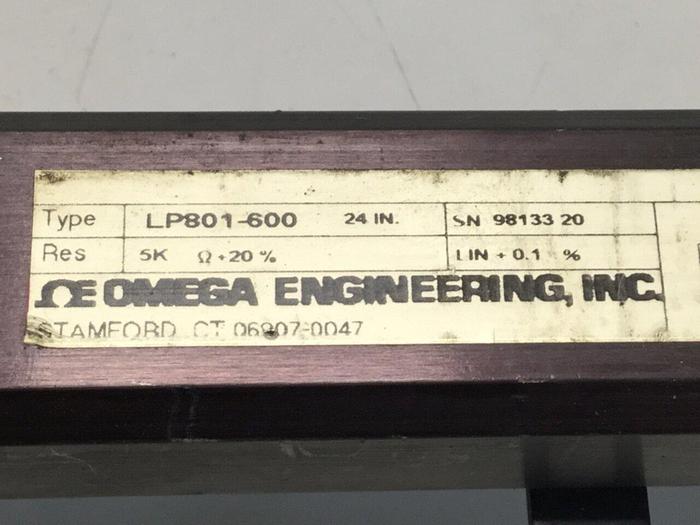 Type LP801-600 24 IN. SN 98133 20
Res 5K Ω +20 % LIN + 0.1 %
ΩE OMEGA ENGINEERING, INC.
STAMFORD, CT 06907-0047